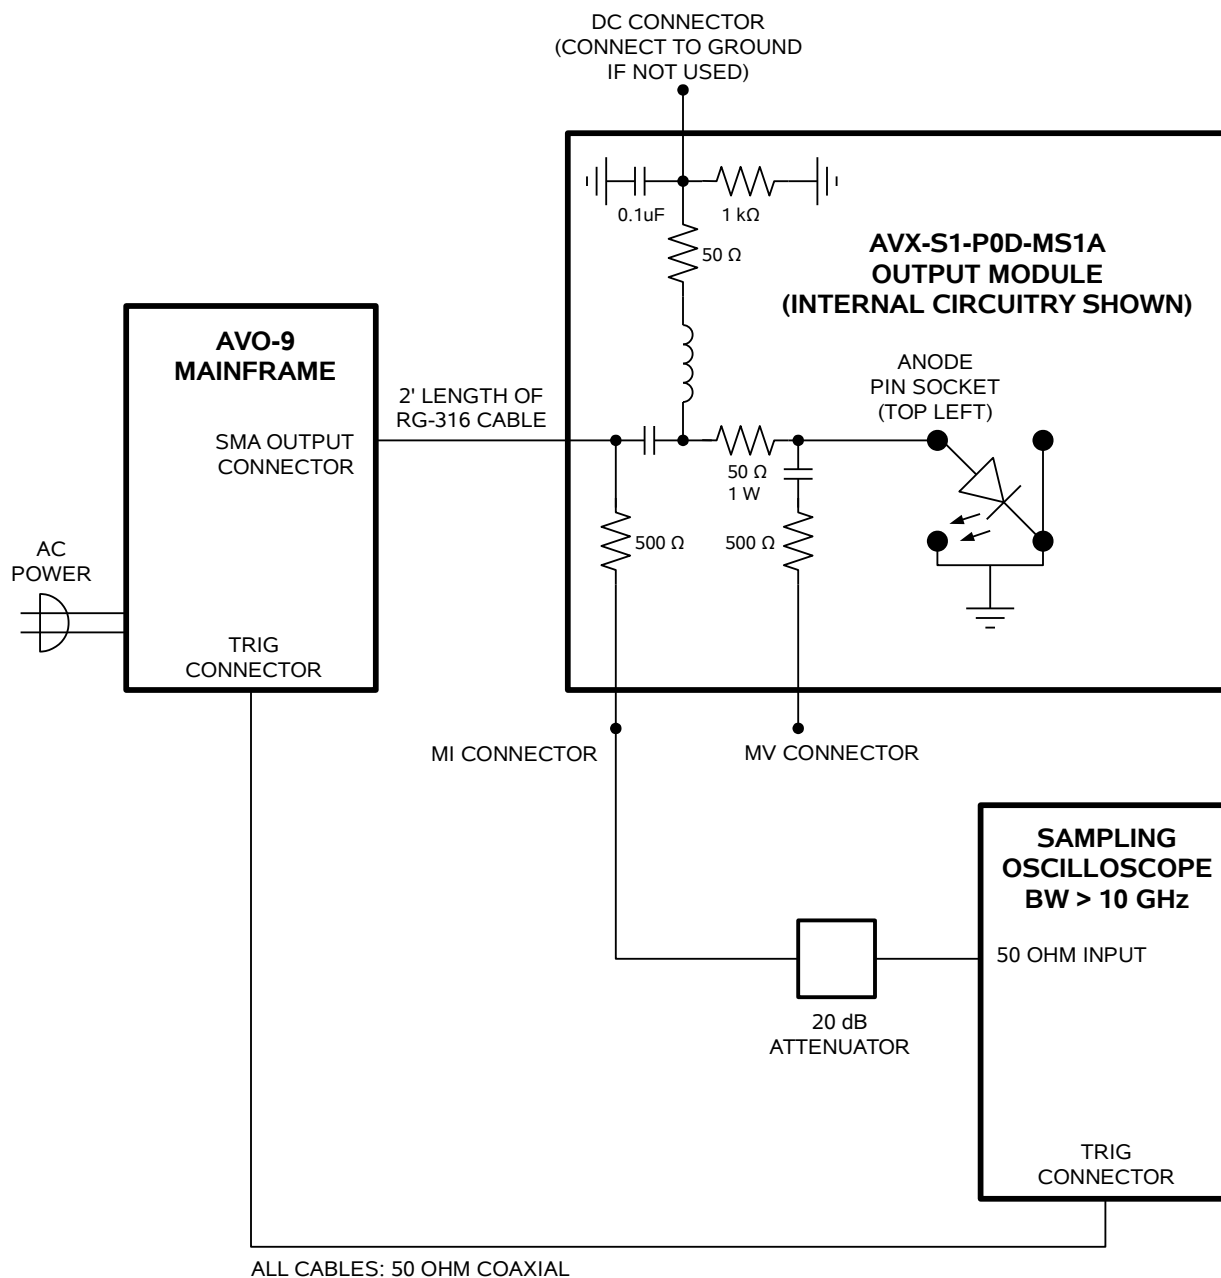 DC CONNECTOR
(CONNECT TO GROUND
IF NOT USED)
0.1uF
1 kΩ
50 Ω
AVX-S1-P0D-MS1A
OUTPUT MODULE
(INTERNAL CIRCUITRY SHOWN)
AVO-9
MAINFRAME
2' LENGTH OF
RG-316 CABLE
ANODE
PIN SOCKET
(TOP LEFT)
SMA OUTPUT
CONNECTOR
50 Ω
1 W
500 Ω
500 Ω
AC
POWER
TRIG
CONNECTOR
MI CONNECTOR
MV CONNECTOR
SAMPLING
OSCILLOSCOPE
BW > 10 GHz
50 OHM INPUT
20 dB
ATTENUATOR
TRIG
CONNECTOR
ALL CABLES: 50 OHM COAXIAL